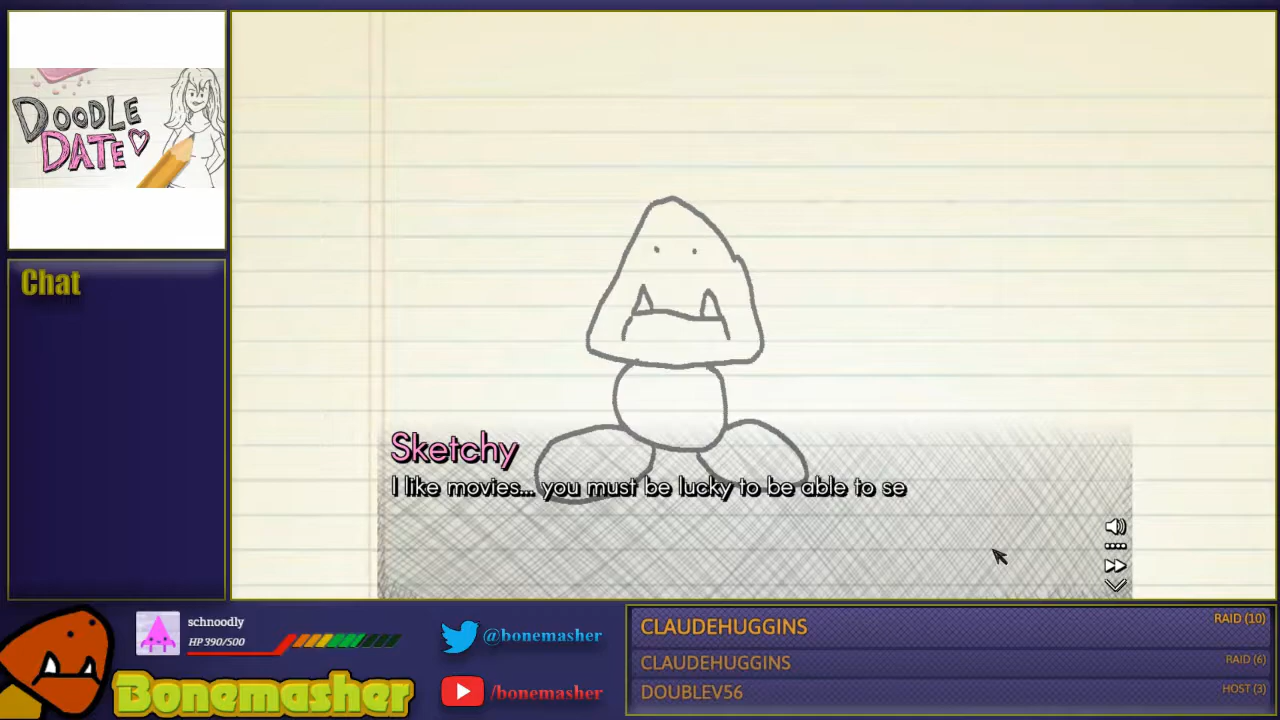 DOODLE
DATE
Chat
Sketchy
I like movies... you must be lucky to be able to se
schnoodly
HP 390/500
Bonemasher
@bonemasher
/bonemasher
CLAUDEHUGGINS RAID (10)
CLAUDEHUGGINS RAID (6)
DOUBLEV56 HOST (3)